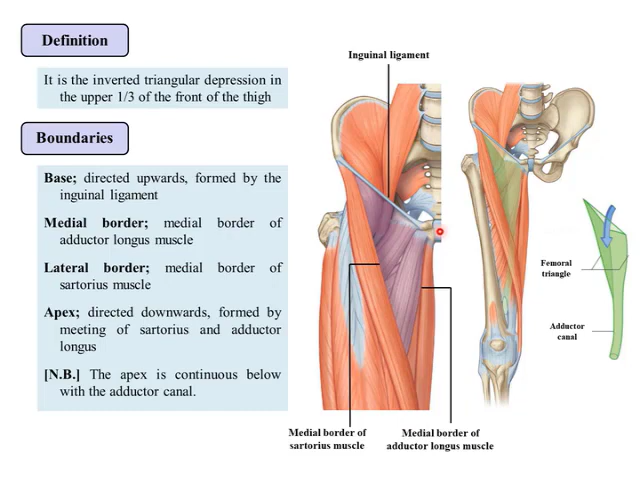 Definition
It is the inverted triangular depression in
the upper 1/3 of the front of the thigh
Boundaries
Base; directed upwards, formed by the
inguinal ligament
Medial border; medial border of
adductor longus muscle
Lateral border; medial border of
sartorius muscle
Apex; directed downwards, formed by
meeting of sartorius and adductor
longus
[N.B.] The apex is continuous below
with the adductor canal.
Inguinal ligament
Medial border of
sartorius muscle
Medial border of
adductor longus muscle
Femoral
triangle
Adductor
canal